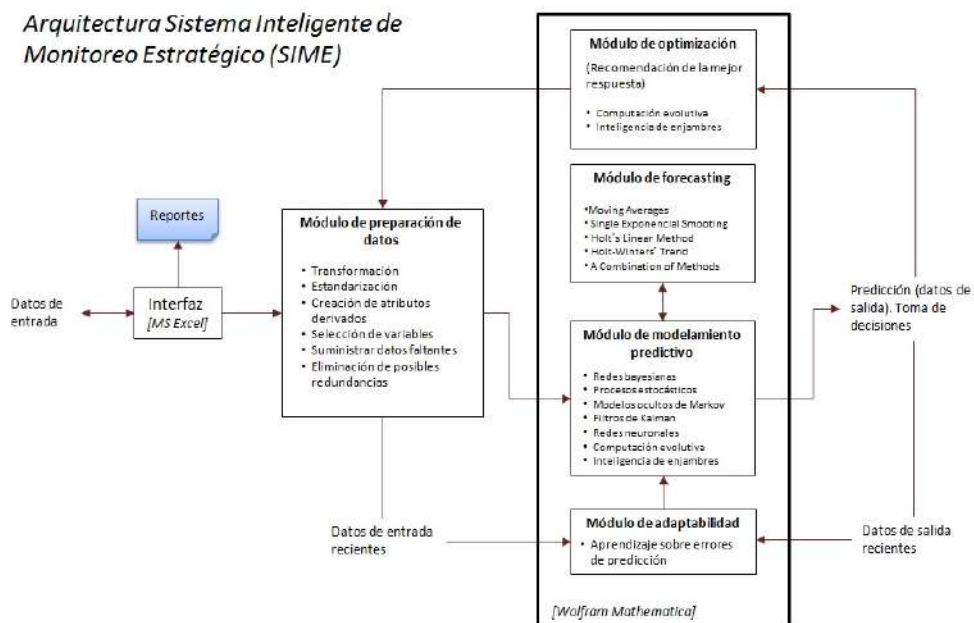 Arquitectura Sistema Inteligente de
Monitoreo Estratégico (SIME)
Reportes
Datos de
entrada
Interfaz
[MS Excel]
Módulo de preparación de
datos
• Transformación
• Estandarización
• Creación de atributos
derivados
• Selección de variables
• Suministrar datos faltantes
• Eliminación de posibles
redundancias
Datos de entrada
recientes
Módulo de optimización
(Recomendación de la mejor
respuesta)
• Computación evolutiva
• Inteligencia de enjambres
Módulo de forecasting
•Moving Averages
•Single Exponencial Smooting
•Holt's Linear Method
•Holt-Winters' Trend
•A Combination of Methods
Módulo de modelamiento
predictivo
• Redes bayesianas
• Procesos estocásticos
• Modelos ocultos de Markov
• Filtros de Kalman
• Redes neuronales
• Computación evolutiva
• Inteligencia de enjambres
Módulo de adaptabilidad
• Aprendizaje sobre errores
de predicción
[Wolfram Mathematica]
Predicción (datos de
salida). Toma de
decisiones
Datos de salida
recientes